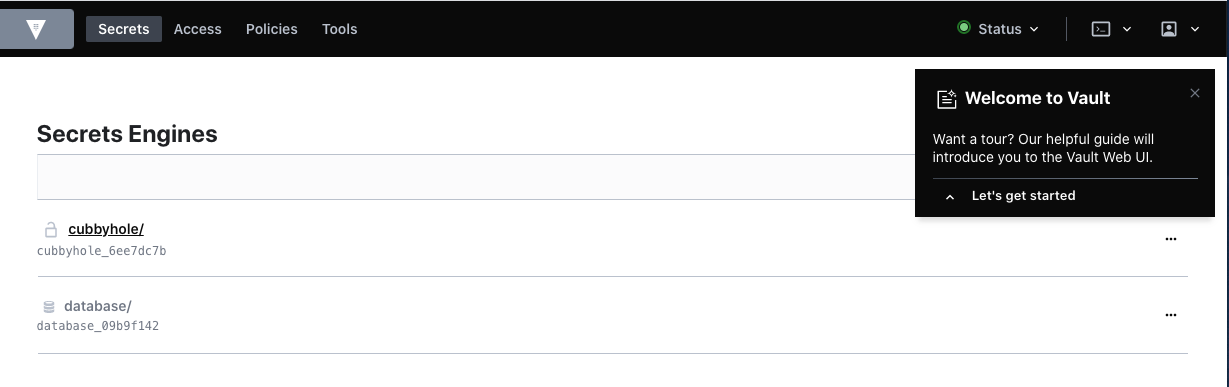 Secrets Access Policies Tools Status
Welcome to Vault
Want a tour? Our helpful guide will
introduce you to the Vault Web UI.
Let's get started
Secrets Engines
cubbyhole/
cubbyhole_6ee7dc7b
database/
database_09b9f142